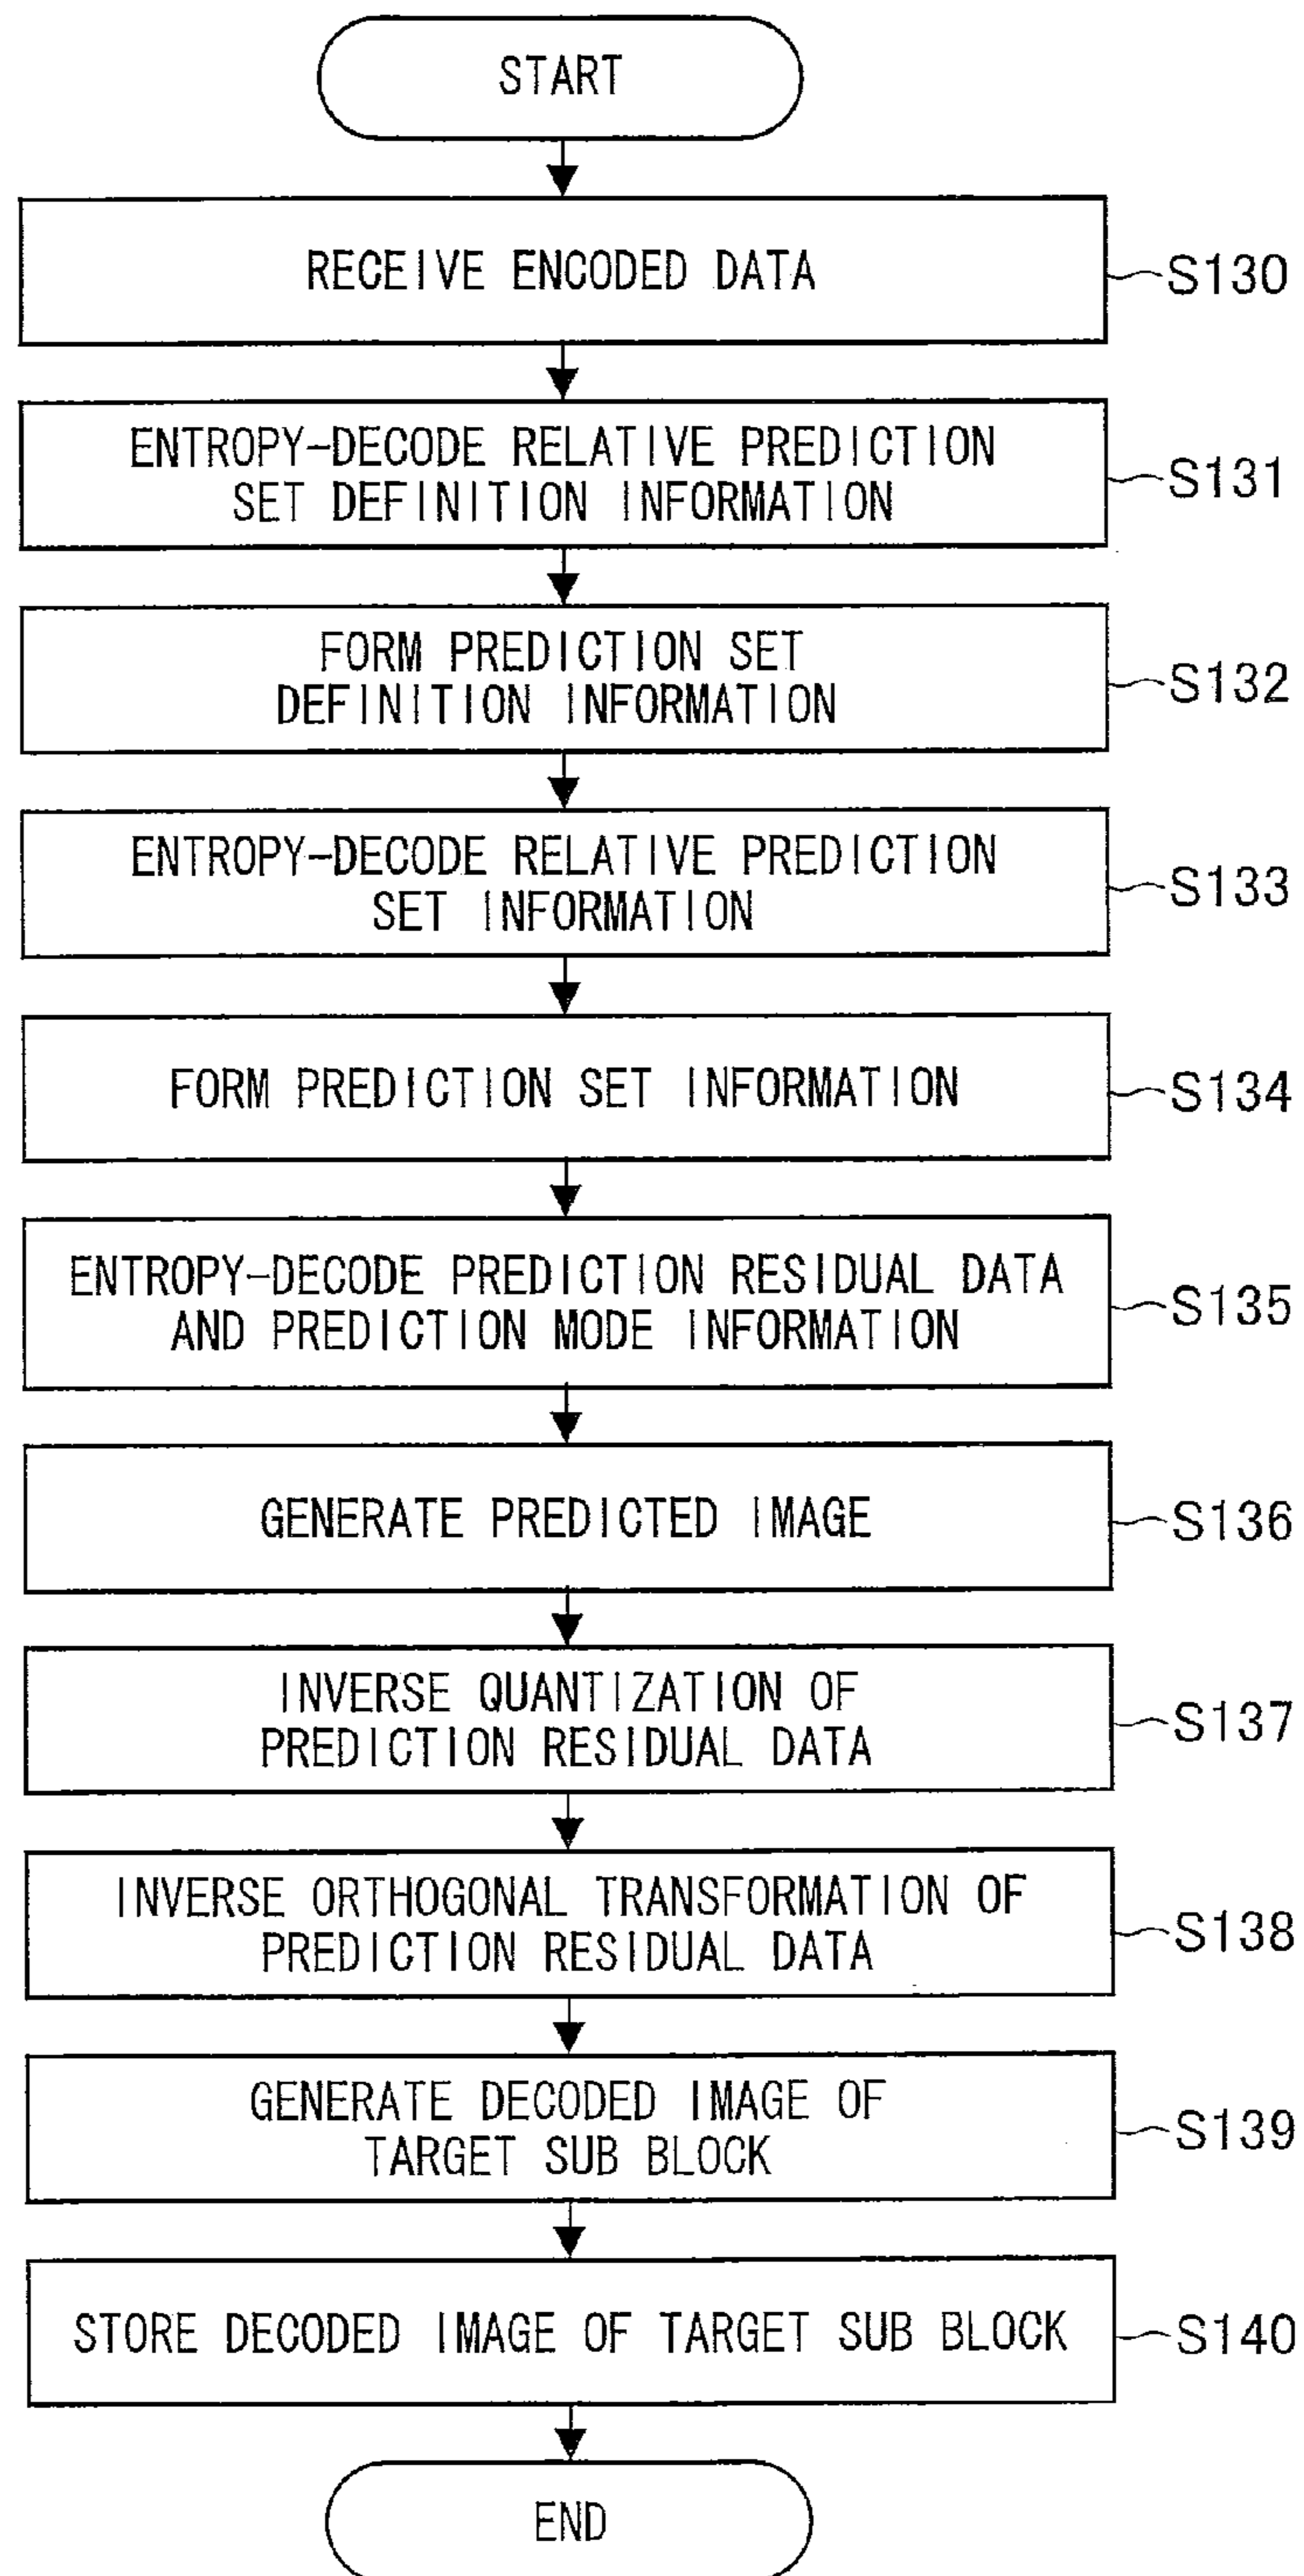 START
RECEIVE ENCODED DATA
S130
ENTROPY-DECODE RELATIVE PREDICTION
SET DEFINITION INFORMATION
S131
FORM PREDICTION SET
DEFINITION INFORMATION
S132
ENTROPY-DECODE RELATIVE PREDICTION
SET INFORMATION
S133
FORM PREDICTION SET INFORMATION
S134
ENTROPY-DECODE PREDICTION RESIDUAL DATA
AND PREDICTION MODE INFORMATION
S135
GENERATE PREDICTED IMAGE
S136
INVERSE QUANTIZATION OF
PREDICTION RESIDUAL DATA
S137
INVERSE ORTHOGONAL TRANSFORMATION OF
PREDICTION RESIDUAL DATA
S138
GENERATE DECODED IMAGE OF
TARGET SUB BLOCK
S139
STORE DECODED IMAGE OF TARGET SUB BLOCK
S140
END